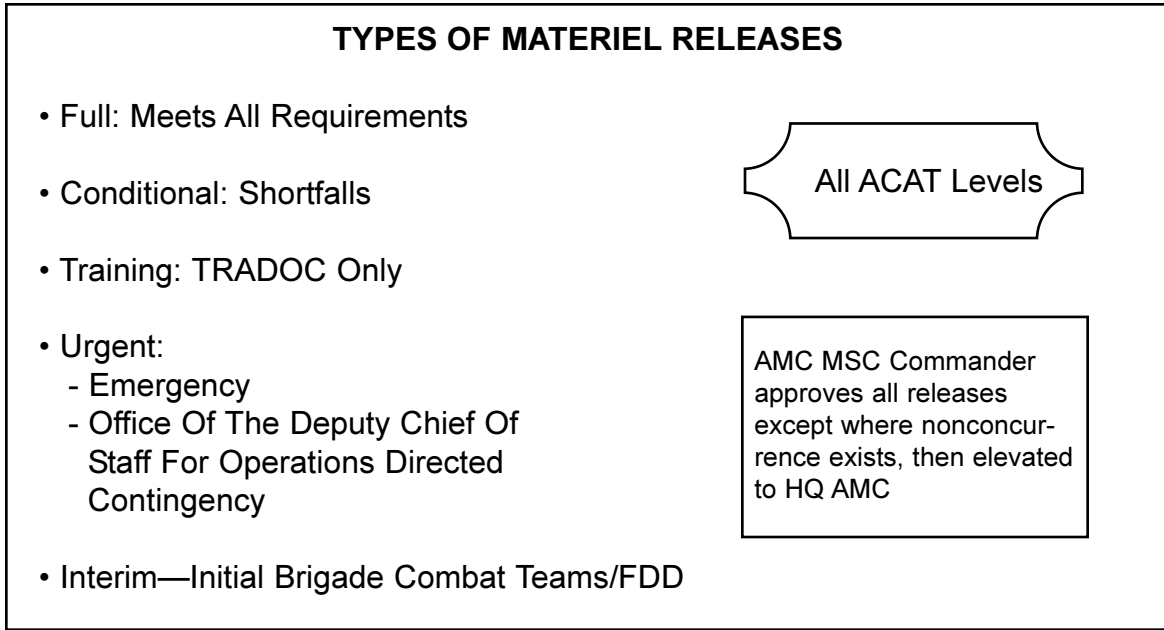 TYPES OF MATERIEL RELEASES
• Full: Meets All Requirements
• Conditional: Shortfalls
• Training: TRADOC Only
• Urgent:
- Emergency
- Office Of The Deputy Chief Of
Staff For Operations Directed
Contingency
• Interim—Initial Brigade Combat Teams/FDD
All ACAT Levels
AMC MSC Commander
approves all releases
except where nonconcur-
rence exists, then elevated
to HQ AMC